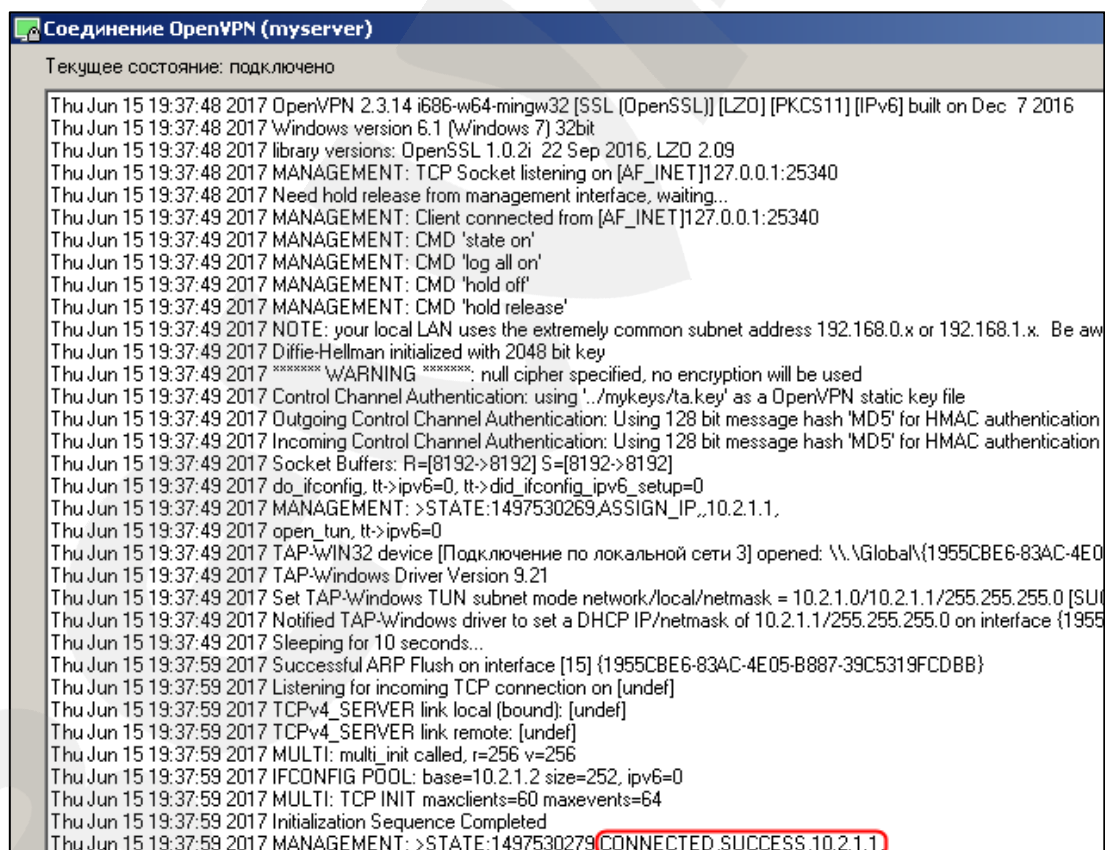 Соединение OpenVPN (myserver)
Текущее состояние: подключено
Thu Jun 15 19:37:48 2017 OpenVPN 2.3.14 i686-w64-mingw32 [SSL (OpenSSL)] [LZO] [PKCS11] [IPv6] built on Dec  7 2016
Thu Jun 15 19:37:48 2017 Windows version 6.1 (Windows 7) 32bit
Thu Jun 15 19:37:48 2017 library versions: OpenSSL 1.0.2i  22 Sep 2016, LZO 2.09
Thu Jun 15 19:37:48 2017 MANAGEMENT: TCP Socket listening on [AF_INET]127.0.0.1:25340
Thu Jun 15 19:37:48 2017 Need hold release from management interface, waiting...
Thu Jun 15 19:37:49 2017 MANAGEMENT: Client connected from [AF_INET]127.0.0.1:25340
Thu Jun 15 19:37:49 2017 MANAGEMENT: CMD 'state on'
Thu Jun 15 19:37:49 2017 MANAGEMENT: CMD 'log all on'
Thu Jun 15 19:37:49 2017 MANAGEMENT: CMD 'hold off'
Thu Jun 15 19:37:49 2017 MANAGEMENT: CMD 'hold release'
Thu Jun 15 19:37:49 2017 NOTE: your local LAN uses the extremely common subnet address 192.168.0.x or 192.168.1.x.  Be aw
Thu Jun 15 19:37:49 2017 Diffie-Hellman initialized with 2048 bit key
Thu Jun 15 19:37:49 2017 ******* WARNING *******: null cipher specified, no encryption will be used
Thu Jun 15 19:37:49 2017 Control Channel Authentication: using '../mykeys/ta.key' as a OpenVPN static key file
Thu Jun 15 19:37:49 2017 Outgoing Control Channel Authentication: Using 128 bit message hash 'MD5' for HMAC authentication
Thu Jun 15 19:37:49 2017 Incoming Control Channel Authentication: Using 128 bit message hash 'MD5' for HMAC authentication
Thu Jun 15 19:37:49 2017 Socket Buffers: R=[8192->8192] S=[8192->8192]
Thu Jun 15 19:37:49 2017 do_ifconfig, tt->ipv6=0, tt->did_ifconfig_ipv6_setup=0
Thu Jun 15 19:37:49 2017 MANAGEMENT: >STATE:1497530269,ASSIGN_IP,,10.2.1.1,
Thu Jun 15 19:37:49 2017 open_tun, tt->ipv6=0
Thu Jun 15 19:37:49 2017 TAP-WIN32 device [Подключение по локальной сети 3] opened: \\.\Global\{1955CBE6-83AC-4E0
Thu Jun 15 19:37:49 2017 TAP-Windows Driver Version 9.21
Thu Jun 15 19:37:49 2017 Set TAP-Windows TUN subnet mode network/local/netmask = 10.2.1.0/10.2.1.1/255.255.255.0 [SU
Thu Jun 15 19:37:49 2017 Notified TAP-Windows driver to set a DHCP IP/netmask of 10.2.1.1/255.255.255.0 on interface {1955
Thu Jun 15 19:37:49 2017 Sleeping for 10 seconds...
Thu Jun 15 19:37:59 2017 Successful ARP Flush on interface [15] {1955CBE6-83AC-4E05-B887-39C5319FCDBB}
Thu Jun 15 19:37:59 2017 Listening for incoming TCP connection on [undef]
Thu Jun 15 19:37:59 2017 TCPv4_SERVER link local (bound): [undef]
Thu Jun 15 19:37:59 2017 TCPv4_SERVER link remote: [undef]
Thu Jun 15 19:37:59 2017 MULTI: multi_init called, r=256 v=256
Thu Jun 15 19:37:59 2017 IFCONFIG POOL: base=10.2.1.2 size=252, ipv6=0
Thu Jun 15 19:37:59 2017 MULTI: TCP INIT maxclients=60 maxevents=64
Thu Jun 15 19:37:59 2017 Initialization Sequence Completed
Thu Jun 15 19:37:59 2017 MANAGEMENT: >STATE:1497530279,CONNECTED,SUCCESS,10.2.1.1,